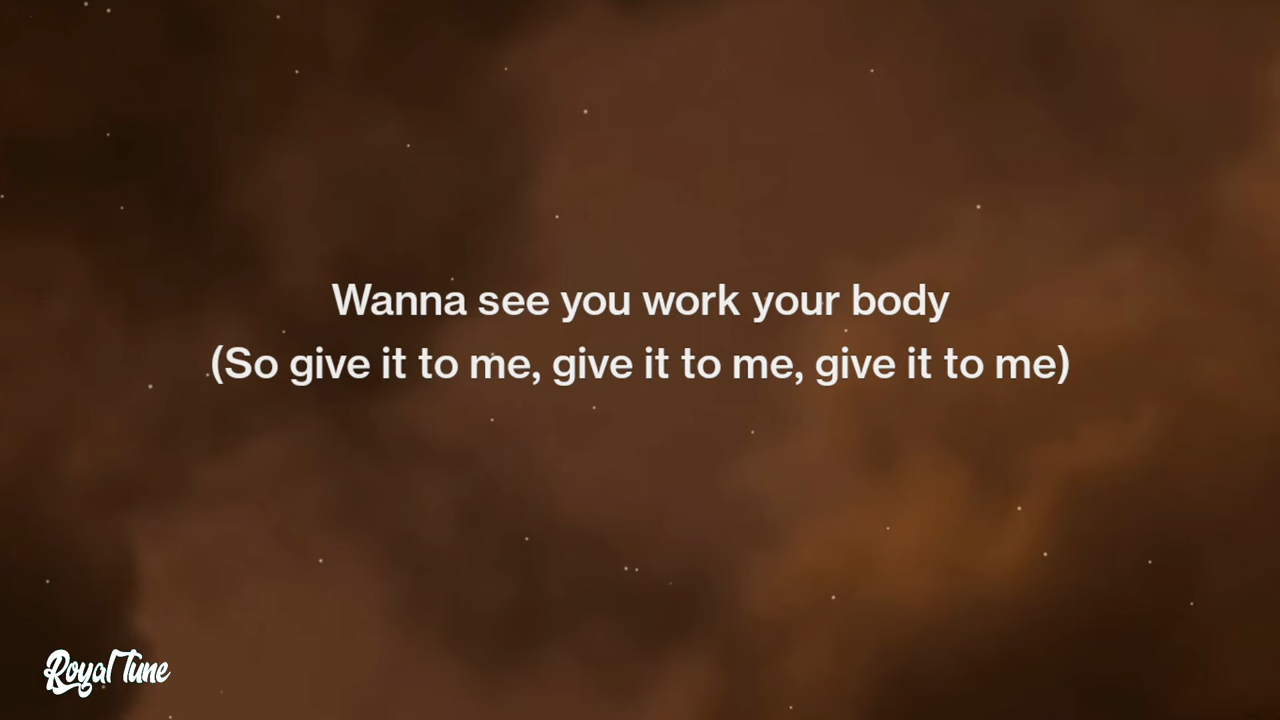 Wanna see you work your body
(So give it to me, give it to me, give it to me)
Royal Tune